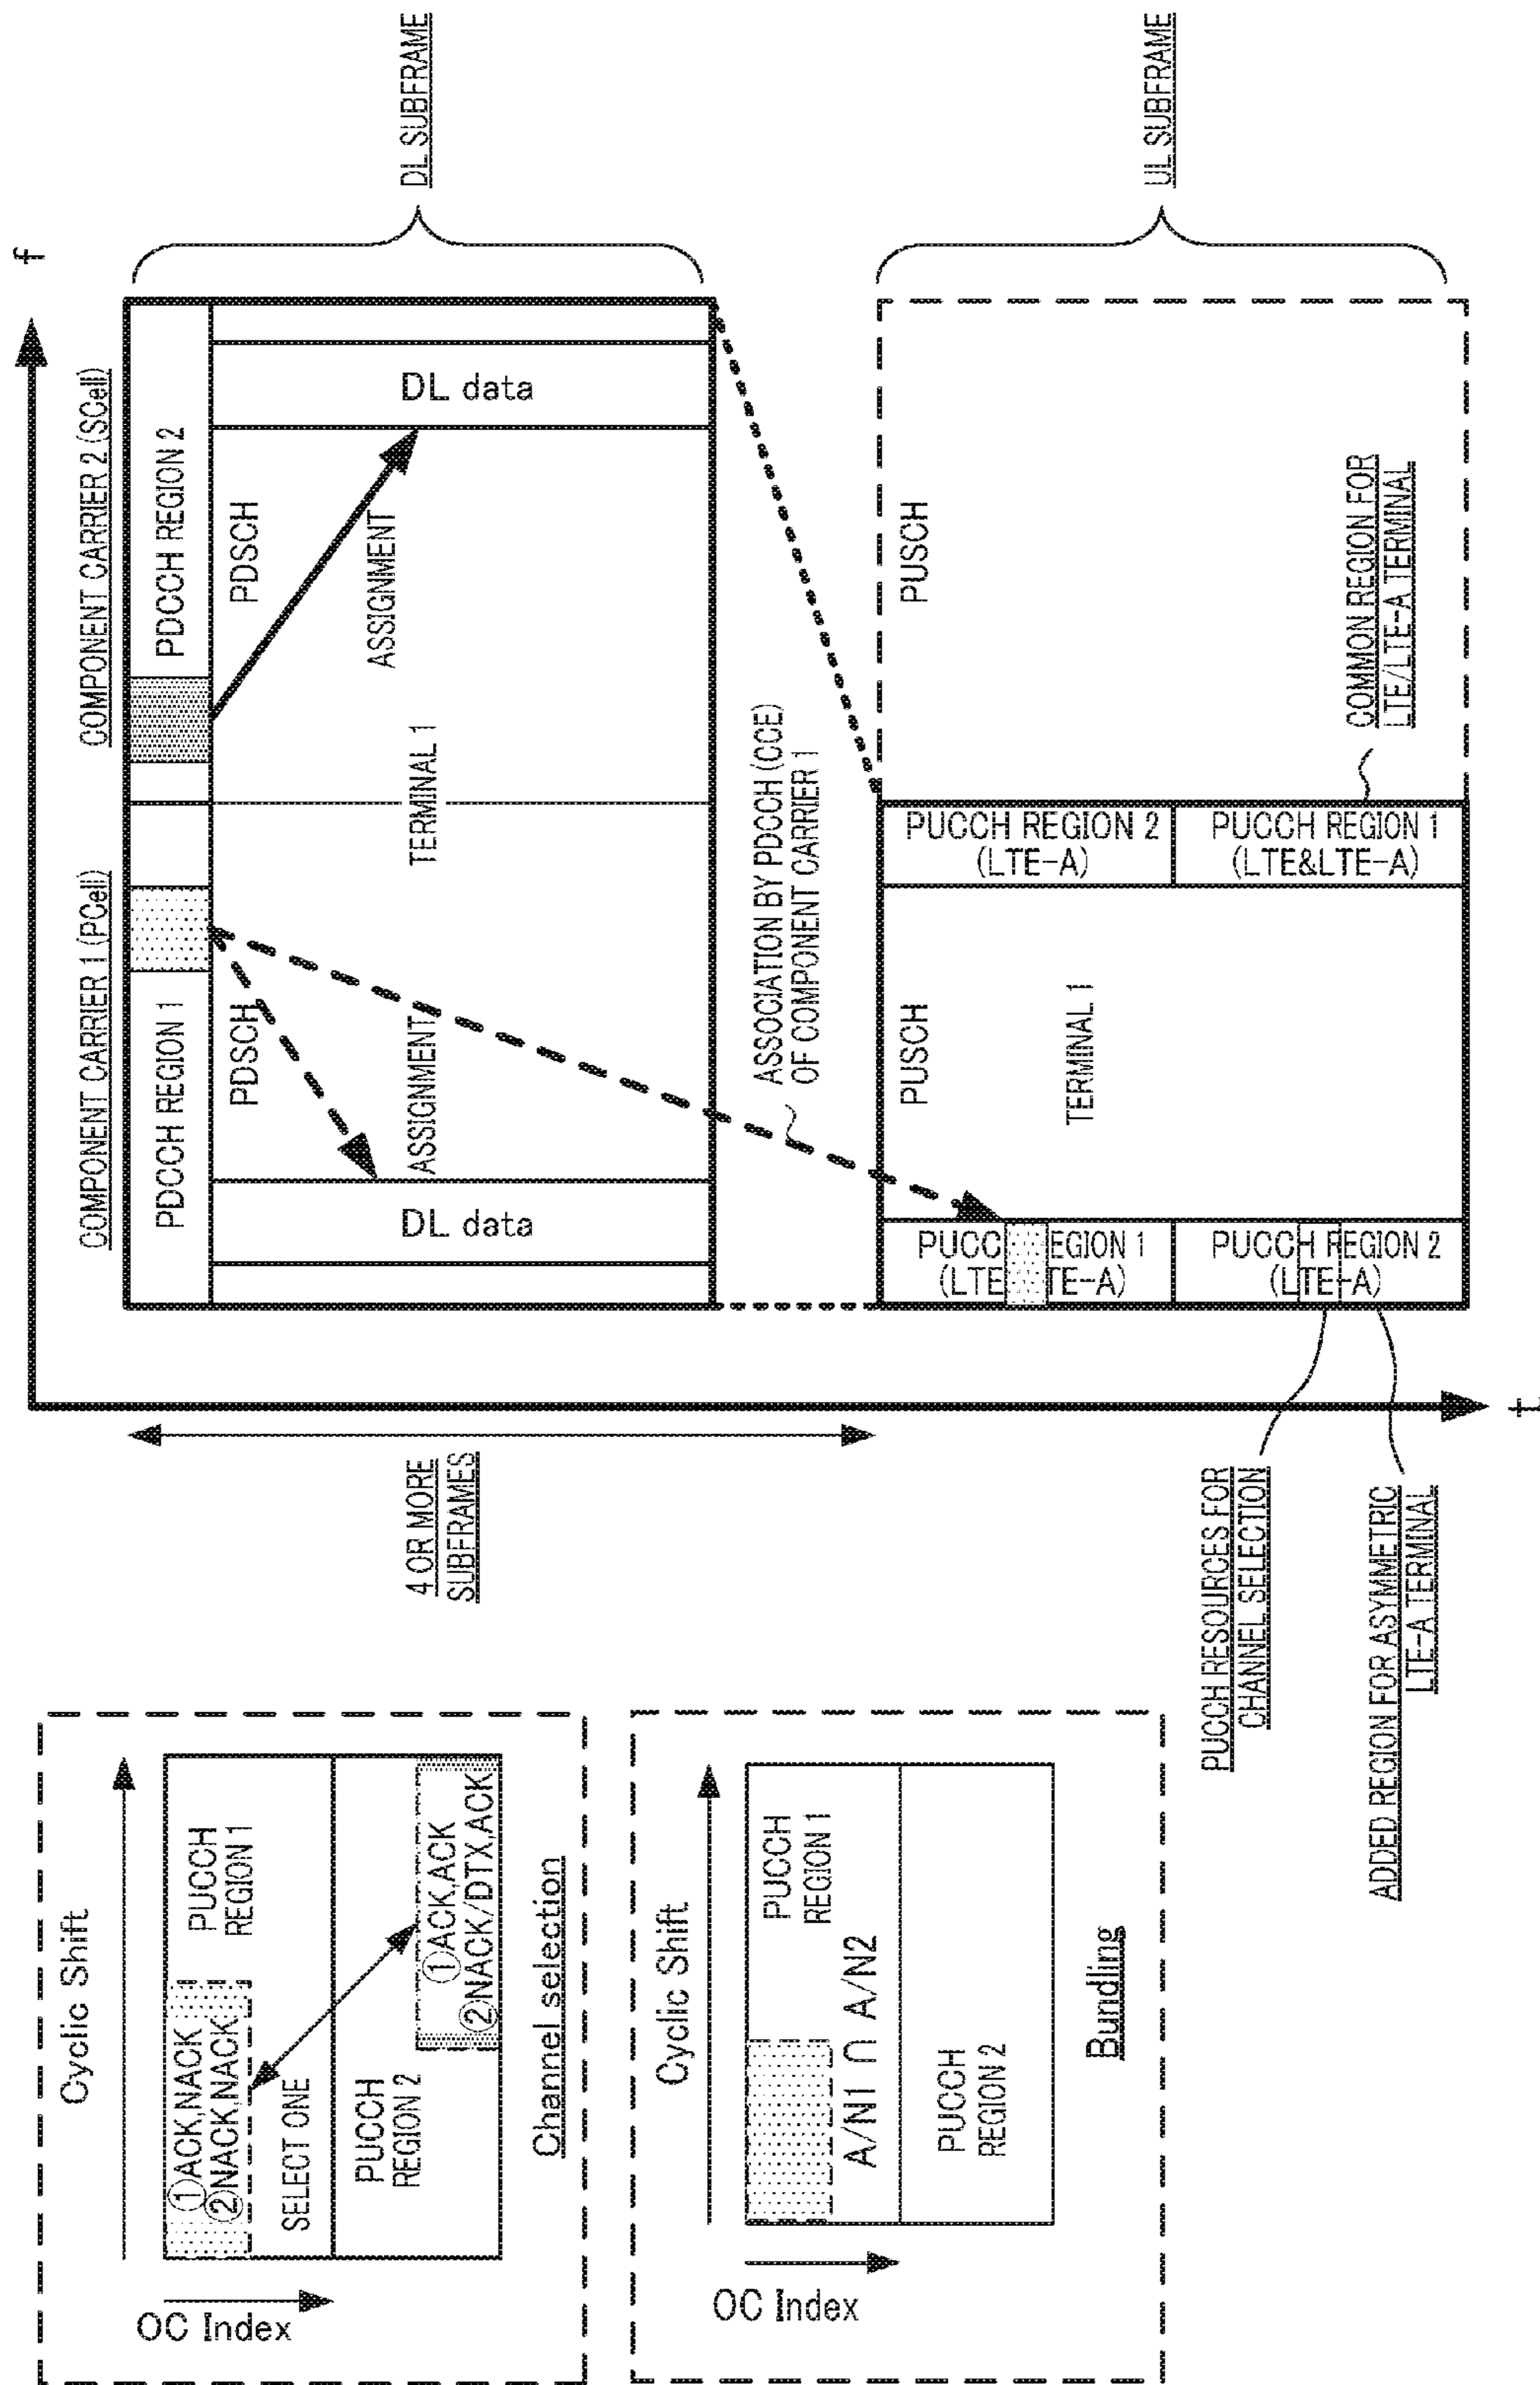 Cyclic Shift
OC Index
①ACK,NACK
②NACK,NACK
PUCCH
REGION 1
SELECT ONE
PUCCH
REGION 2
①ACK,ACK
②NACK/DTX,ACK
Channel selection
Cyclic Shift
OC Index
PUCCH
REGION 1
A/N1 ∩ A/N2
PUCCH
REGION 2
Bundling
f
t
4 OR MORE
SUBFRAMES
COMPONENT CARRIER 1 (PCell)
COMPONENT CARRIER 2 (SCell)
PDCCH REGION 1
PDCCH REGION 2
PDSCH
PDSCH
ASSIGNMENT
ASSIGNMENT
TERMINAL 1
DL data
DL data
DL SUBFRAME
ASSOCIATION BY PDCCH (CCE)
OF COMPONENT CARRIER 1
PUSCH
PUSCH
TERMINAL 1
PUCC EGION 1
(LTE TE-A)
PUCCH REGION 2
(LTE-A)
PUCCH REGION 2
(LTE-A)
PUCCH REGION 1
(LTE&LTE-A)
COMMON REGION FOR
LTE/LTE-A TERMINAL
UL SUBFRAME
PUCCH RESOURCES FOR
CHANNEL SELECTION
ADDED REGION FOR ASYMMETRIC
LTE-A TERMINAL